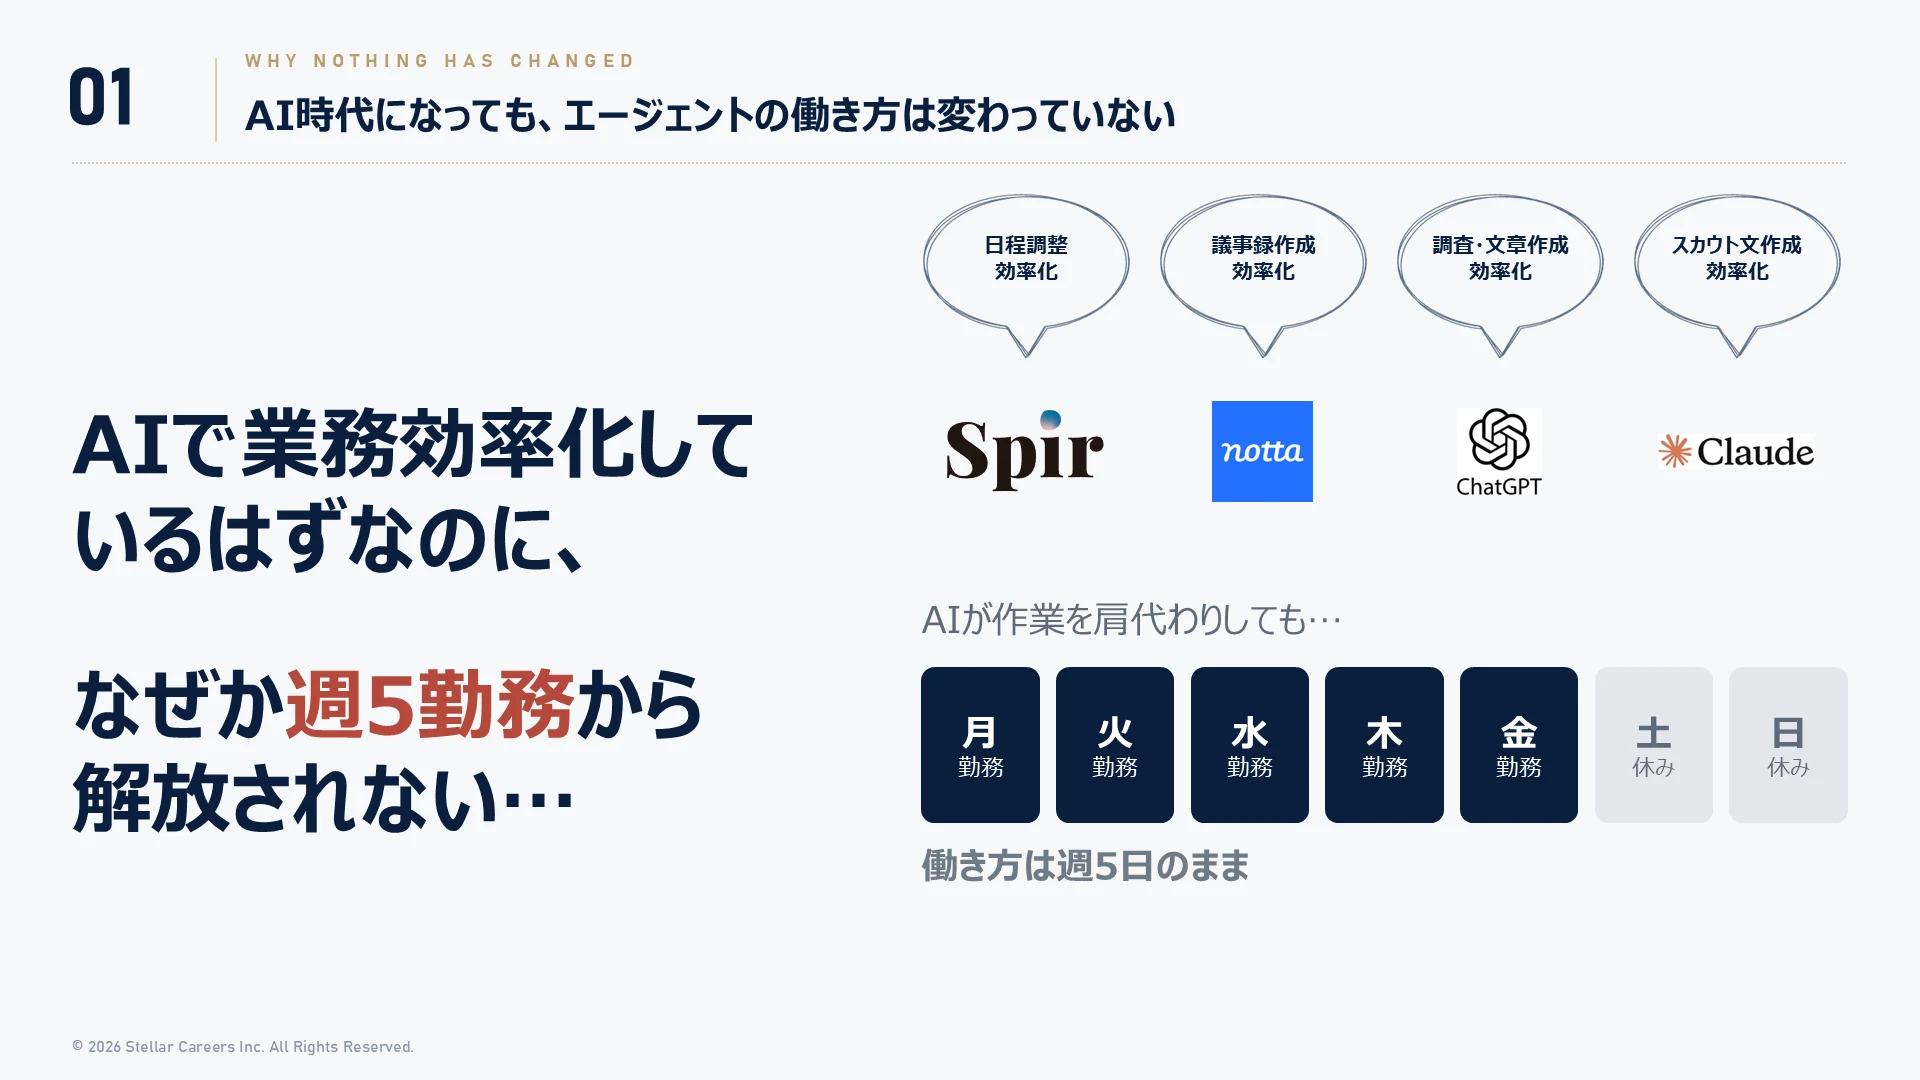 01
WHY NOTHING HAS CHANGED
AI時代になっても、エージェントの働き方は変わっていない
AIで業務効率化して
いるはずなのに、
なぜか週5勤務から
解放されない…
日程調整
効率化
議事録作成
効率化
調査・文章作成
効率化
スカウト文作成
効率化
Spir
notta
ChatGPT
Claude
AIが作業を肩代わりしても…
月
勤務
火
勤務
水
勤務
木
勤務
金
勤務
土
休み
日
休み
働き方は週5日のまま
© 2026 Stellar Careers Inc. All Rights Reserved.